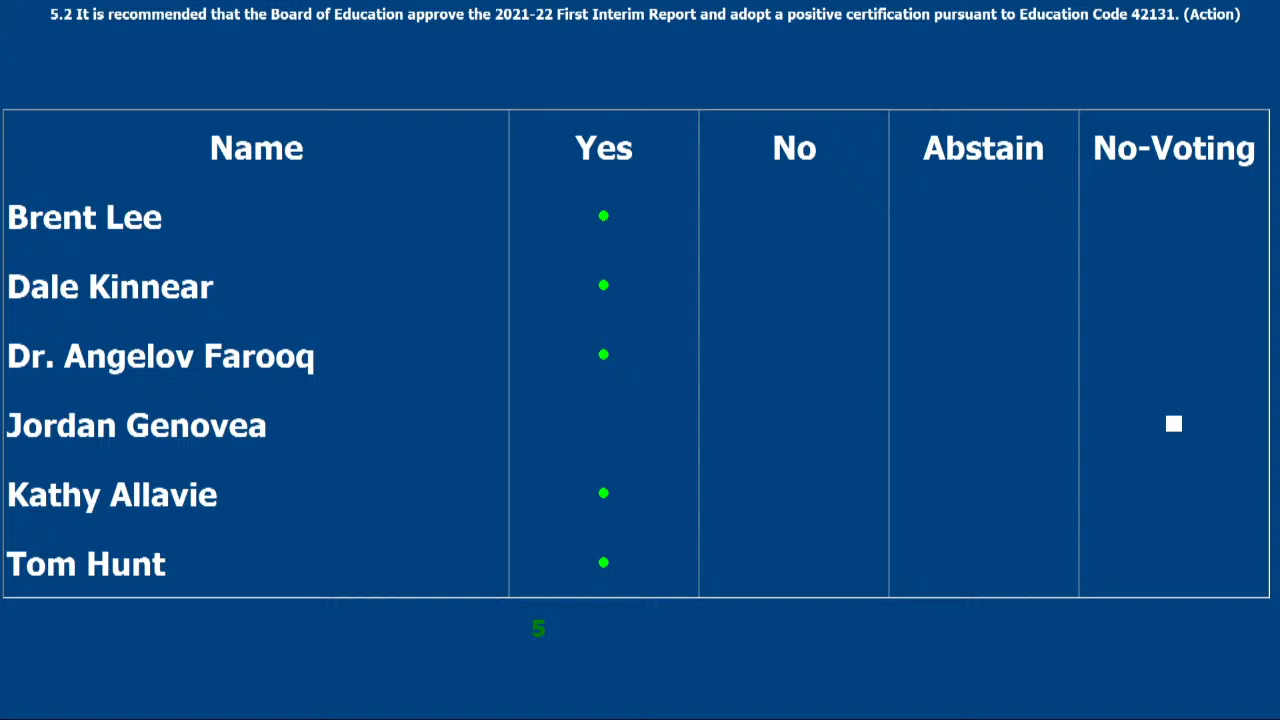 5.2 It is recommended that the Board of Education approve the 2021-22 First Interim Report and adopt a positive certification pursuant to Education Code 42131. (Action)
Name Yes No Abstain No-Voting
Brent Lee
Dale Kinnear
Dr. Angelov Farooq
Jordan Genovea
Kathy Allavie
Tom Hunt
5